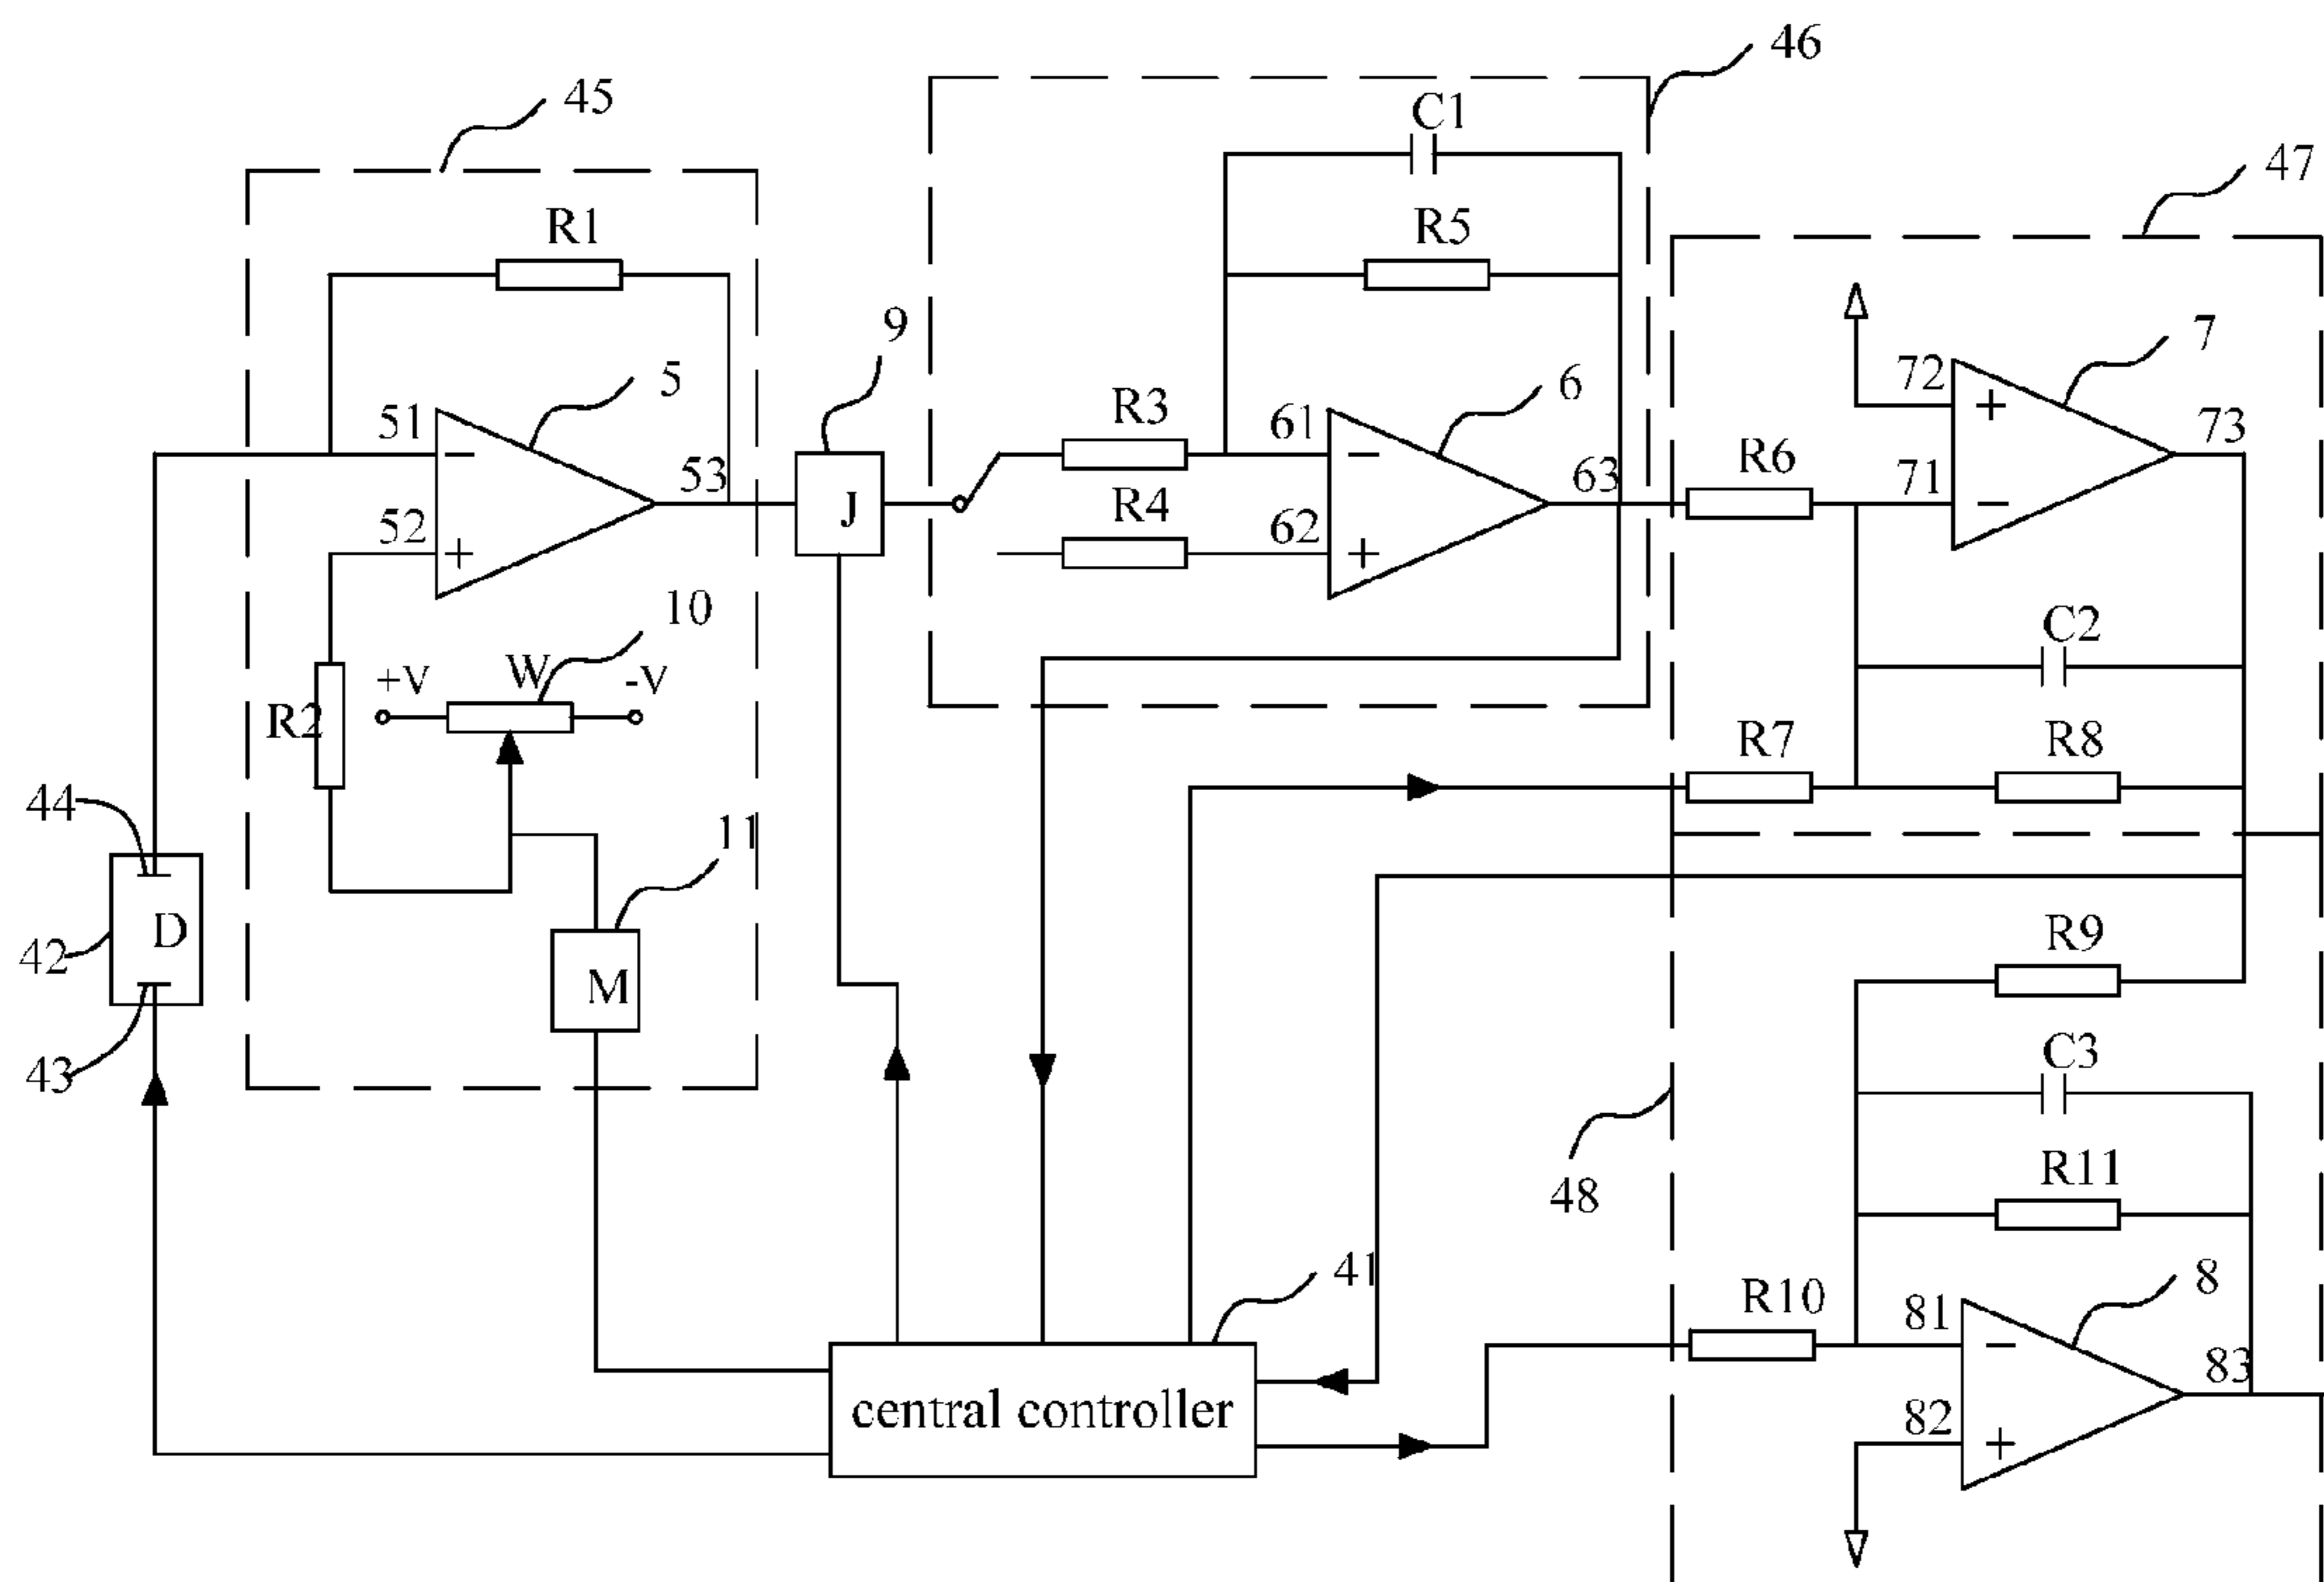 46
45
C1
47
R1
R5
9
7
5
6
72
+
R3
51
61
73
−
−
R6
53
63
71
J
R4
−
52
62
+
+
10
C2
+V
W
-V
R2
R7
R8
44
11
R9
D
42
M
C3
43
R11
48
41
8
R10
81
−
83
central controller
82
+